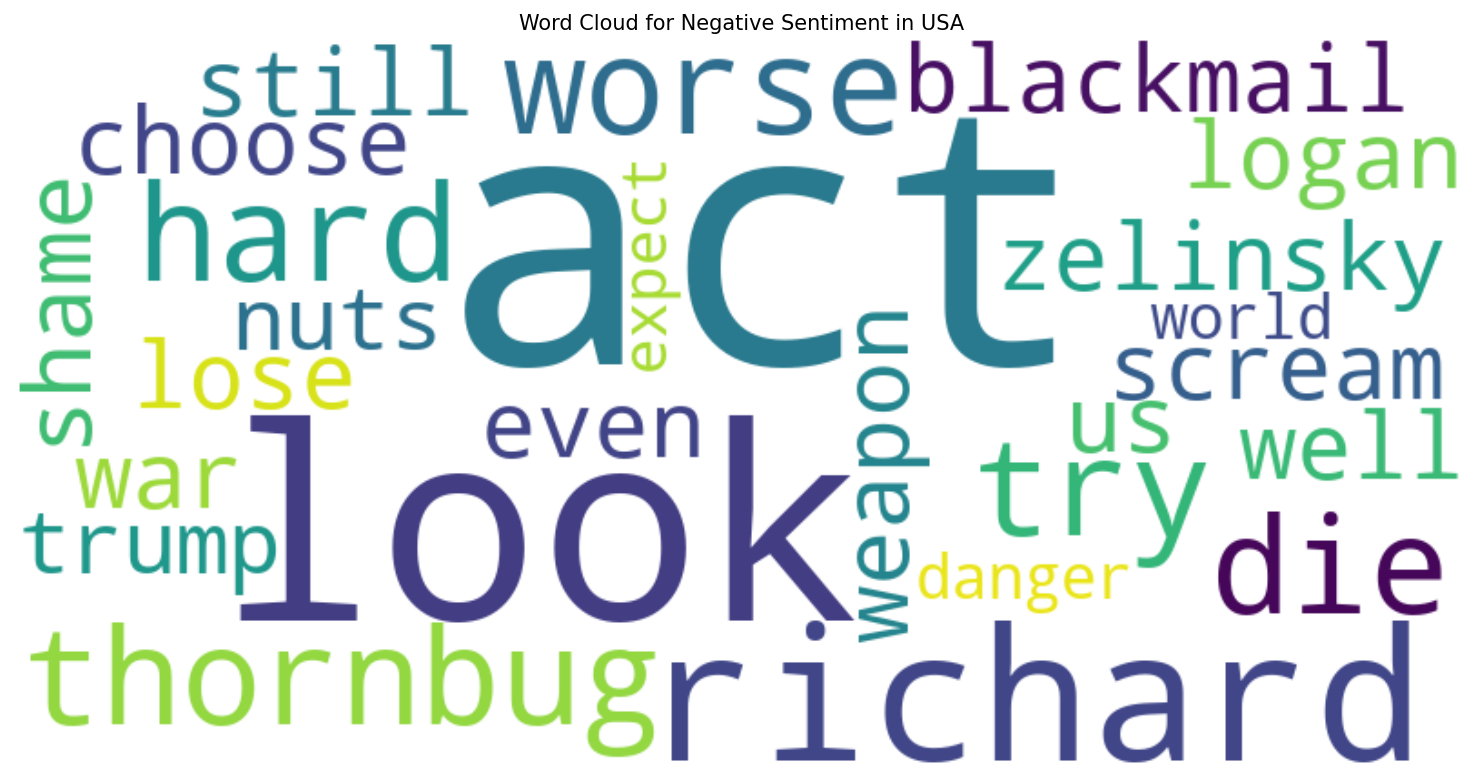 Word Cloud for Negative Sentiment in USA
still
worse
blackmail
choose
act
logan
shame
hard
expect
zelinsky
nuts
world
lose
weapon
scream
look
even
us
well
war
try
trump
danger
die
thornbug
richard